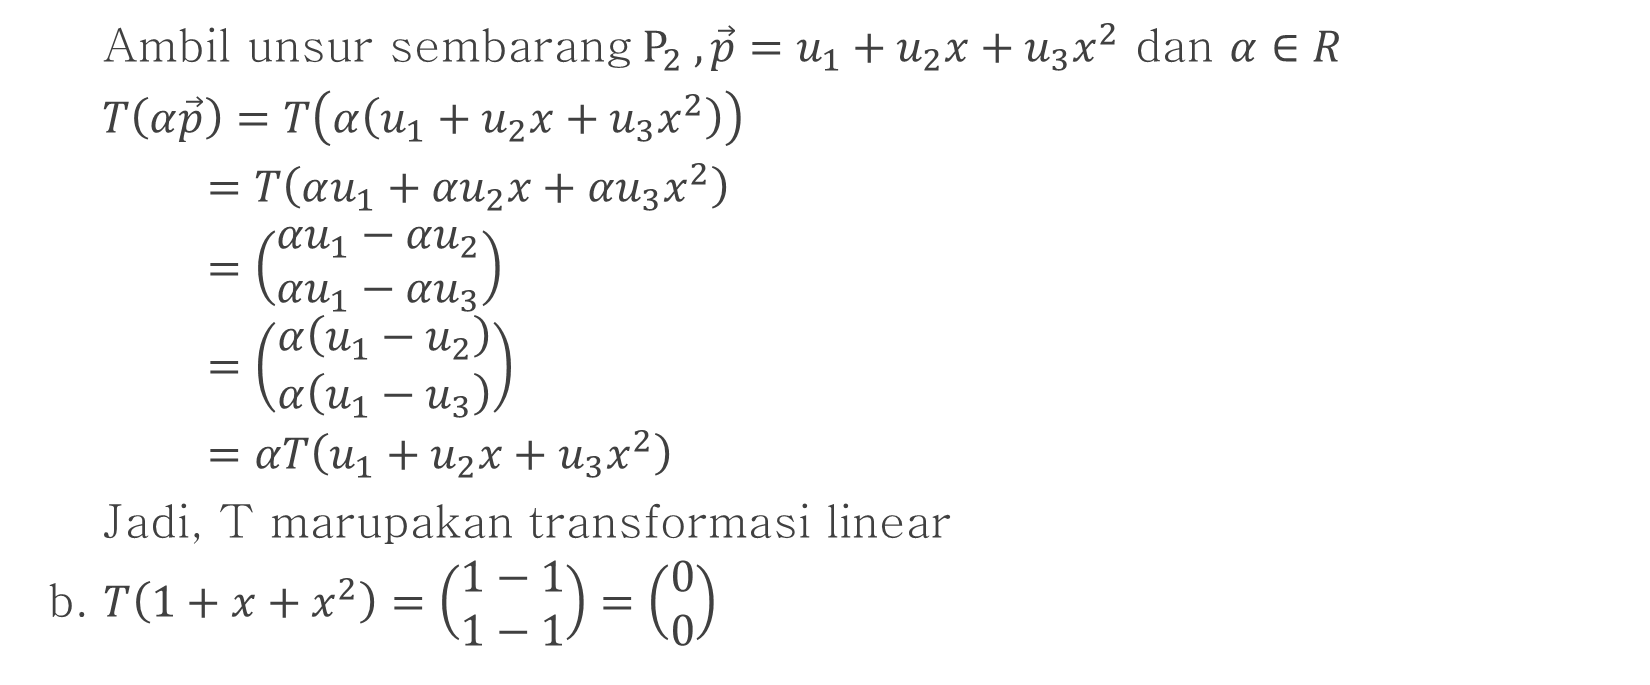 Ambil unsur sembarang P₂ ,p⃗ = u₁ + u₂x + u₃x² dan α ∈ R
T(αp⃗) = T(α(u₁ + u₂x + u₃x²))
= T(αu₁ + αu₂x + αu₃x²)
= (αu₁ − αu₂
αu₁ − αu₃)
= (α(u₁ − u₂)
α(u₁ − u₃))
= αT(u₁ + u₂x + u₃x²)
Jadi, T marupakan transformasi linear
b. T(1 + x + x²) = (1 − 1
1 − 1) = (0
0)